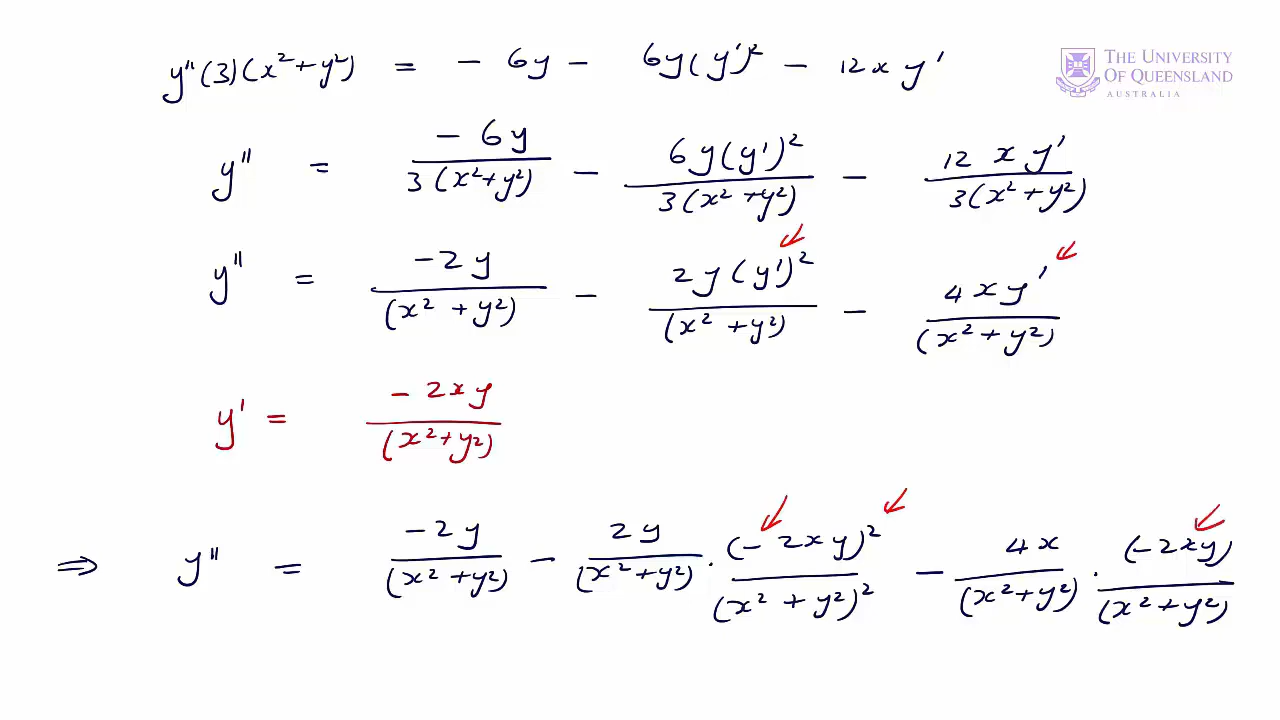 THE UNIVERSITY
OF QUEENSLAND
AUSTRALIA
y''(3)(x²+y²) = - 6y - 6y(y')² - 12x y'
y'' = - 6y / 3(x²+y²) - 6y(y')² / 3(x²+y²) - 12 x y' / 3(x²+y²)
y'' = -2y / (x²+y²) - 2y(y')² / (x²+y²) - 4xy' / (x²+y²)
y' = - 2xy / (x²+y²)
⇒ y'' = -2y / (x²+y²) - 2y / (x²+y²) · (-2xy)² / (x²+y²)² - 4x / (x²+y²) · (-2xy) / (x²+y²)